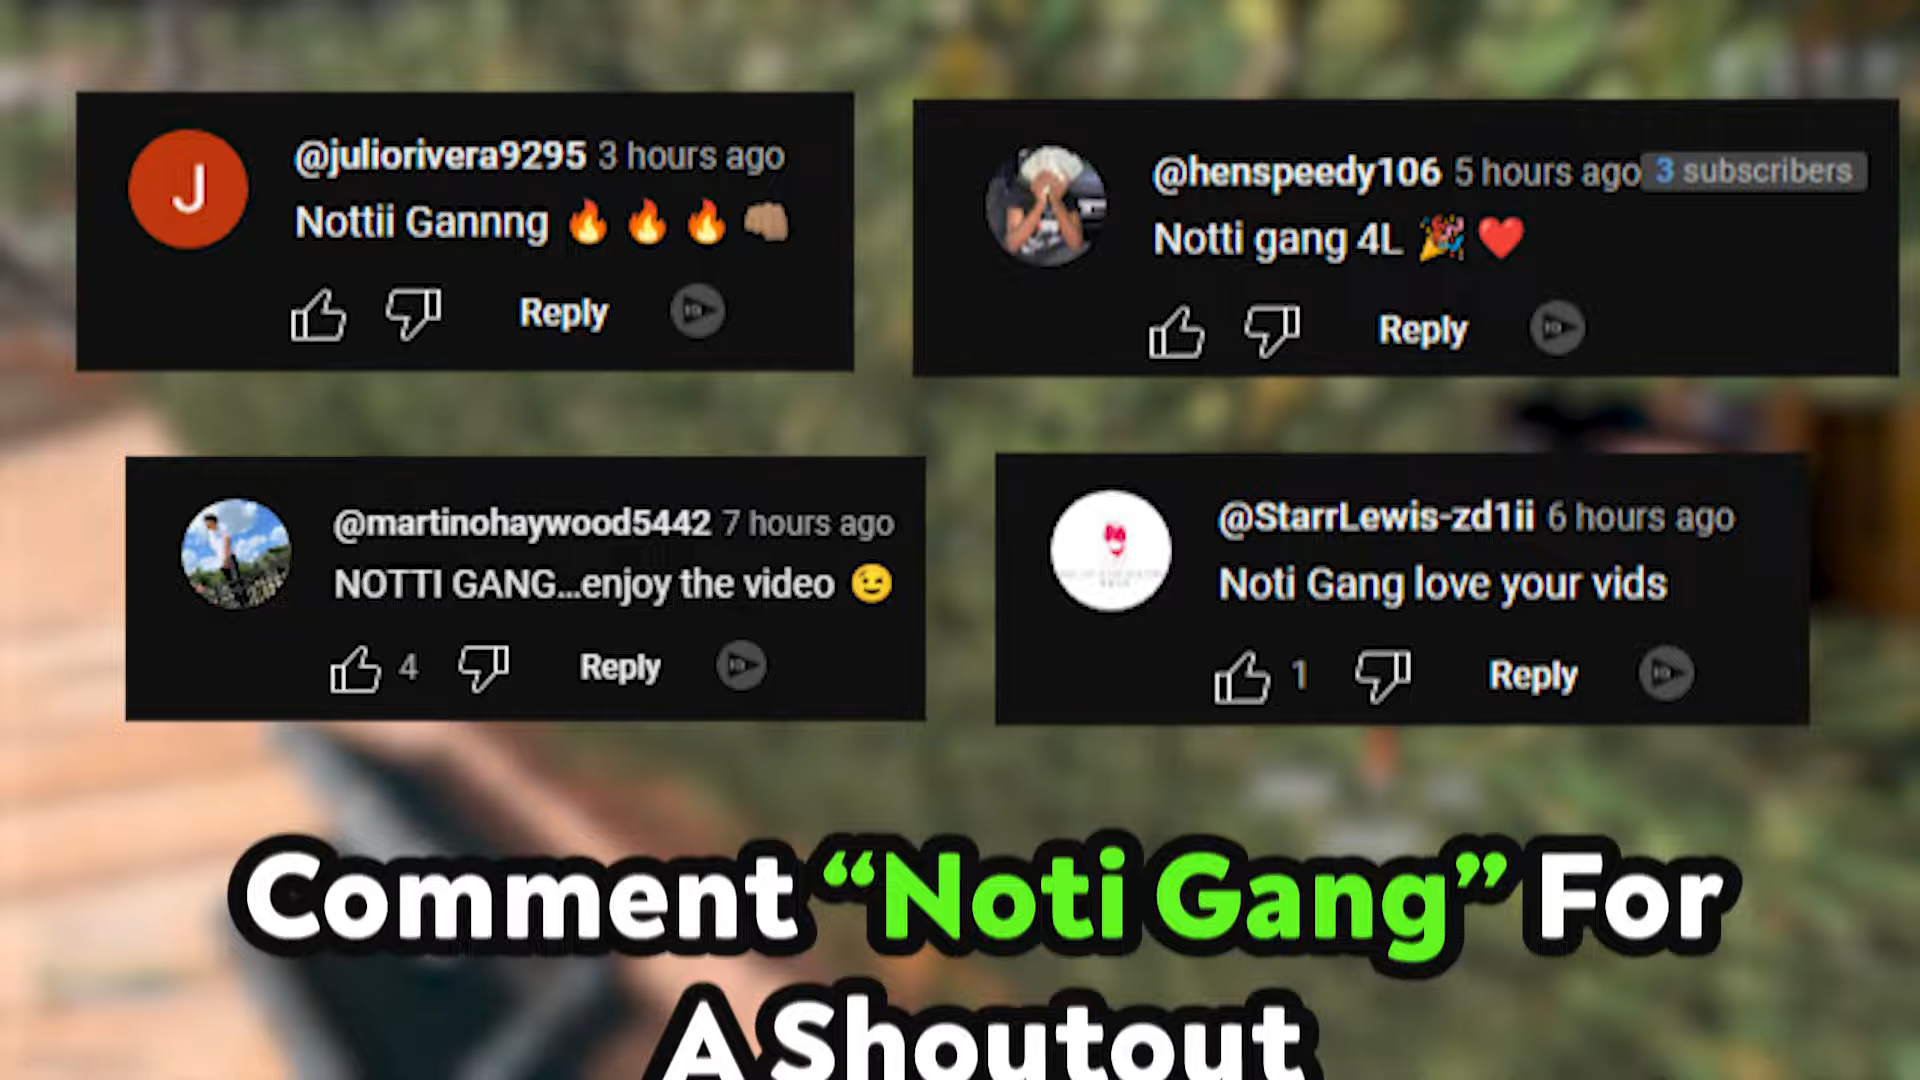 J
@juliorivera9295 3 hours ago
Nottii Gannng 🔥 🔥 🔥 👊🏽
Reply
@henspeedy106 5 hours ago 3 subscribers
Notti gang 4L 🎉 ❤️
Reply
@martinohaywood5442 7 hours ago
NOTTI GANG...enjoy the video 😉
4 Reply
@StarrLewis-zd1ii 6 hours ago
Noti Gang love your vids
1 Reply
Comment “Noti Gang” For
A Shoutout